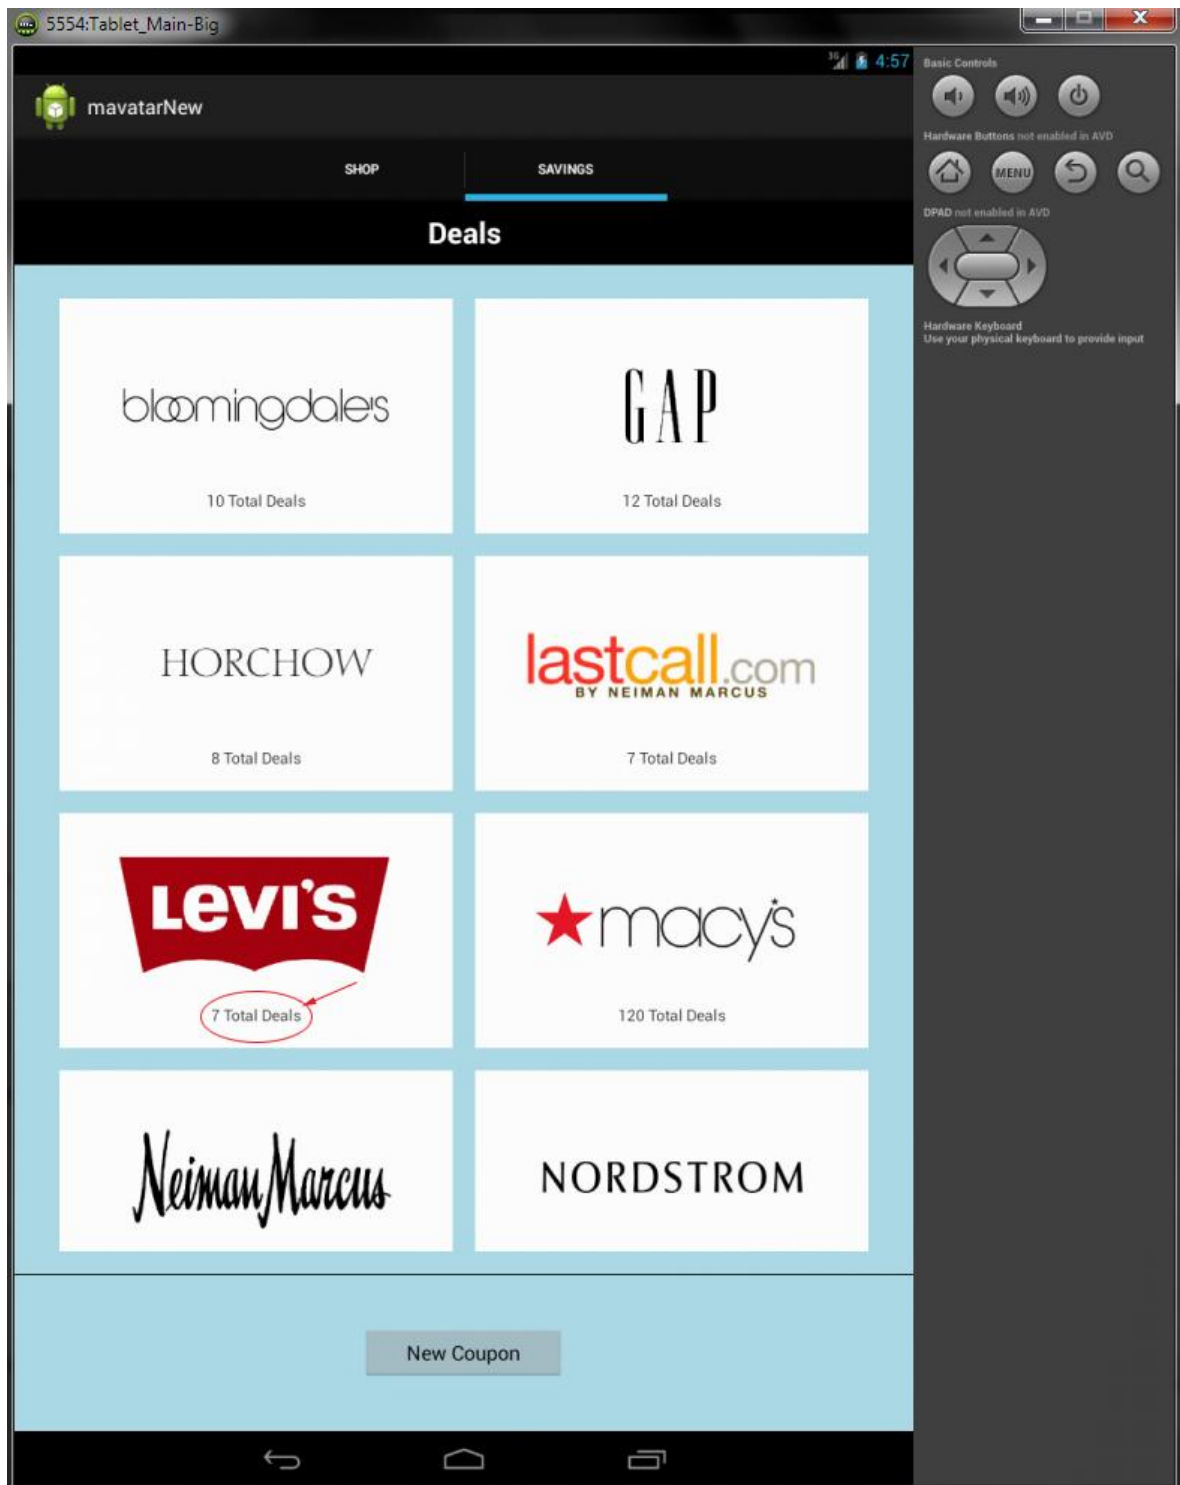 5554:Tablet_Main-Big
3G 4:57
mavatarNew
SHOP SAVINGS
Deals
bloomingdale's
10 Total Deals
GAP
12 Total Deals
HORCHOW
8 Total Deals
lastcall.com
BY NEIMAN MARCUS
7 Total Deals
Levi's
7 Total Deals
macy's
120 Total Deals
Neiman Marcus
NORDSTROM
New Coupon
Basic Controls
Hardware Buttons not enabled in AVD
MENU
DPAD not enabled in AVD
Hardware Keyboard
Use your physical keyboard to provide input